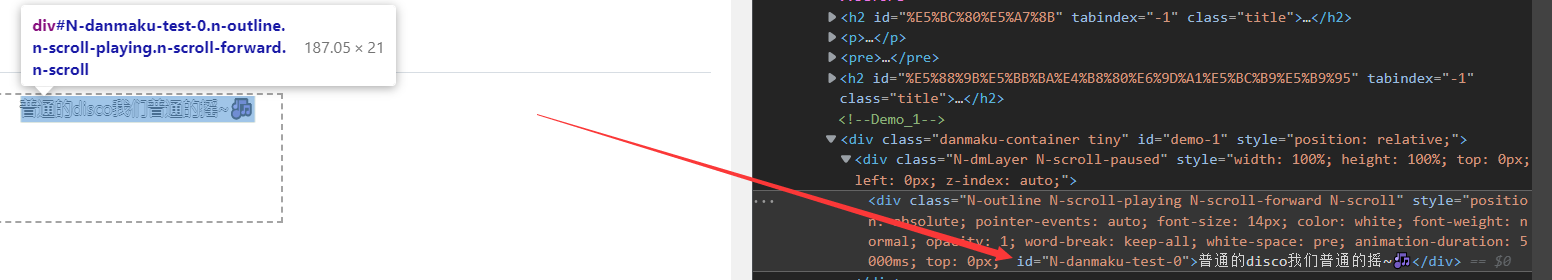 div#N-danmaku-test-0.n-outline.
n-scroll-playing.n-scroll-forward.
n-scroll
187.05 × 21
普通的disco我们普通的摇~🎶
<h2 id="%E5%BC%80%E5%A7%8B" tabindex="-1" class="title">…</h2>
<p>…</p>
<pre>…</pre>
<h2 id="%E5%88%9B%E5%BB%BA%E4%B8%80%E6%9D%A1%E5%BC%B9%E5%B9%95" tabindex="-1"
class="title">…</h2>
<!--Demo_1-->
<div class="danmaku-container tiny" id="demo-1" style="position: relative;">
<div class="N-dmLayer N-scroll-paused" style="width: 100%; height: 100%; top: 0px;
left: 0px; z-index: auto;">
<div class="N-outline N-scroll-playing N-scroll-forward N-scroll" style="positio
n: absolute; pointer-events: auto; font-size: 14px; color: white; font-weight: n
ormal; opacity: 1; word-break: keep-all; white-space: pre; animation-duration: 5
000ms; top: 0px; id="N-danmaku-test-0">普通的disco我们普通的摇~🎶</div> == $0